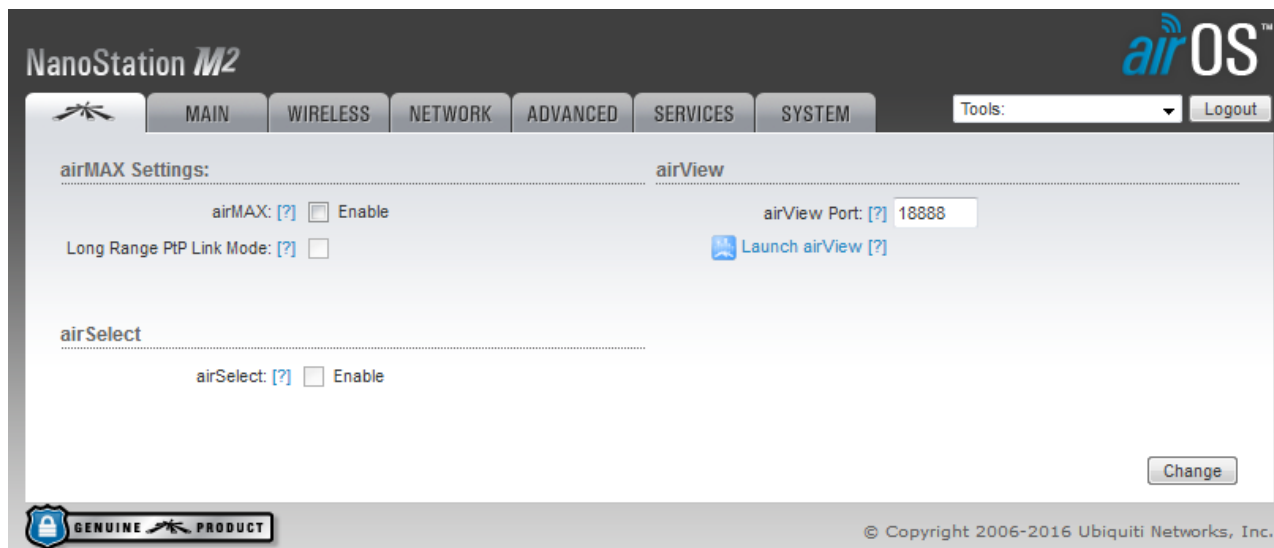 NanoStation M2
airOS™
MAIN WIRELESS NETWORK ADVANCED SERVICES SYSTEM Tools: Logout
airMAX Settings:
airMAX: [?] Enable
Long Range PtP Link Mode: [?]
airView
airView Port: [?] 18888
Launch airView [?]
airSelect
airSelect: [?] Enable
Change
GENUINE PRODUCT
© Copyright 2006-2016 Ubiquiti Networks, Inc.